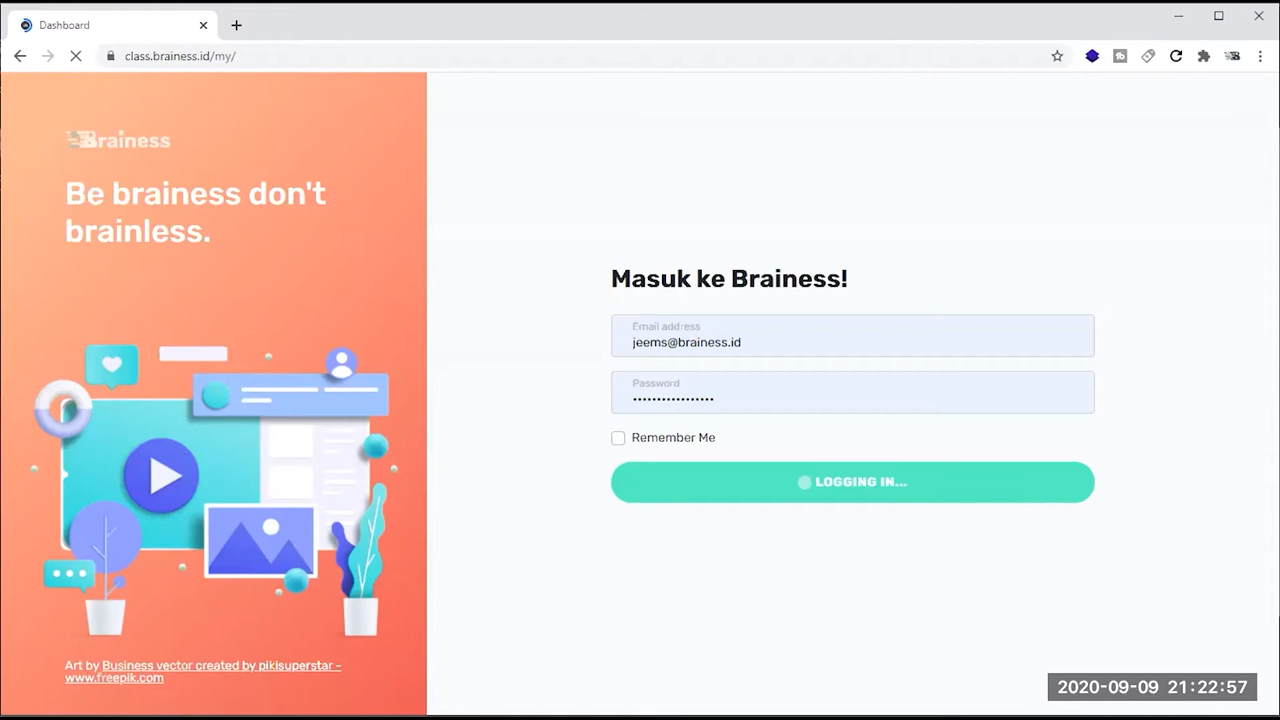 Dashboard
class.brainess.id/my/
Brainess
Be brainess don't
brainless.
Art by Business vector created by pikisuperstar -
www.freepik.com
Masuk ke Brainess!
Email address
jeems@brainess.id
Password
•••••••••••••••••
Remember Me
LOGGING IN...
2020-09-09 21:22:57